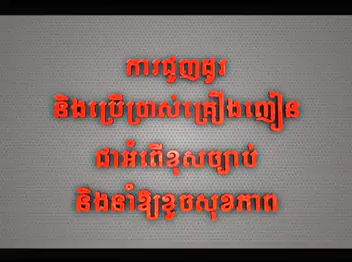 ការជួញដូរ
និងប្រើប្រាស់គ្រឿងញៀន
ជាអំពើខុសច្បាប់
និងនាំឱ្យខូចសុខភាព